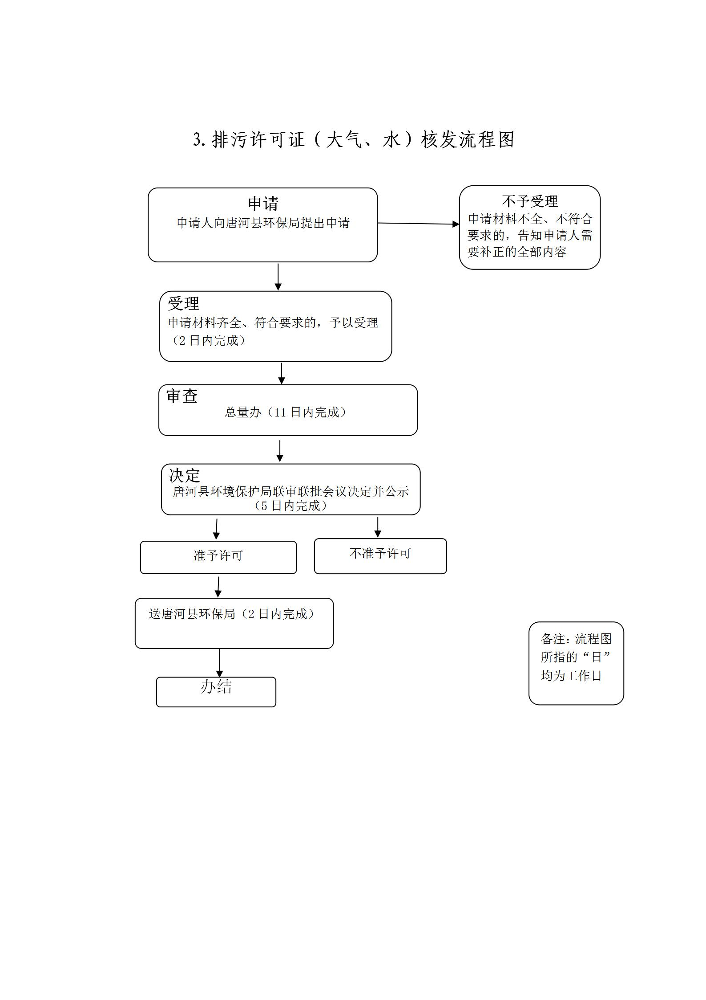 3.排污许可证（大气、水）核发流程图
申请
申请人向唐河县环保局提出申请
不予受理
申请材料不全、不符合
要求的，告知申请人需
要补正的全部内容
受理
申请材料齐全、符合要求的，予以受理
（2日内完成）
审查
总量办（11日内完成）
决定
唐河县环境保护局联审联批会议决定并公示
（5日内完成）
准予许可
不准予许可
送唐河县环保局（2日内完成）
备注：流程图
所指的“日”
均为工作日
办结